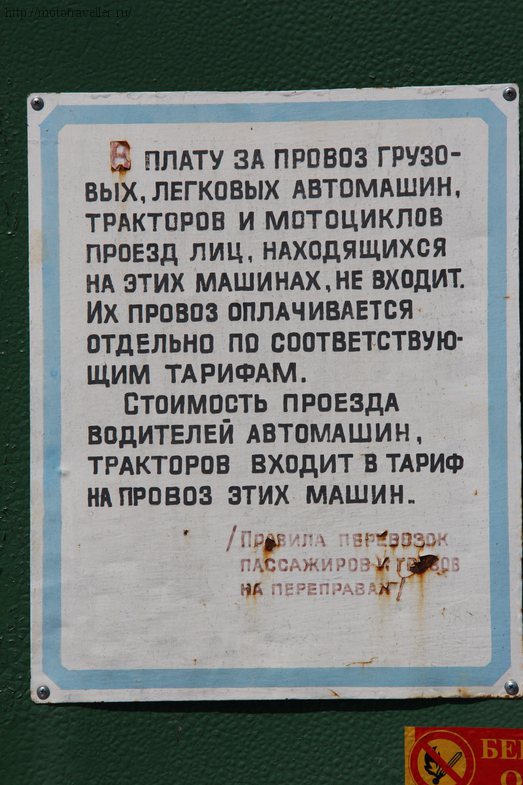 http://mototraveller.ru/
В ПЛАТУ ЗА ПРОВОЗ ГРУЗО-
ВЫХ, ЛЕГКОВЫХ АВТОМАШИН,
ТРАКТОРОВ И МОТОЦИКЛОВ
ПРОЕЗД ЛИЦ, НАХОДЯЩИХСЯ
НА ЭТИХ МАШИНАХ, НЕ ВХОДИТ.
ИХ ПРОВОЗ ОПЛАЧИВАЕТСЯ
ОТДЕЛЬНО ПО СООТВЕТСТВУЮ-
ЩИМ ТАРИФАМ.
СТОИМОСТЬ ПРОЕЗДА
ВОДИТЕЛЕЙ АВТОМАШИН,
ТРАКТОРОВ ВХОДИТ В ТАРИФ
НА ПРОВОЗ ЭТИХ МАШИН.
/ПРАВИЛА ПЕРЕВОЗОК
ПАССАЖИРОВ И ГРУЗОВ
НА ПЕРЕПРАВАХ/